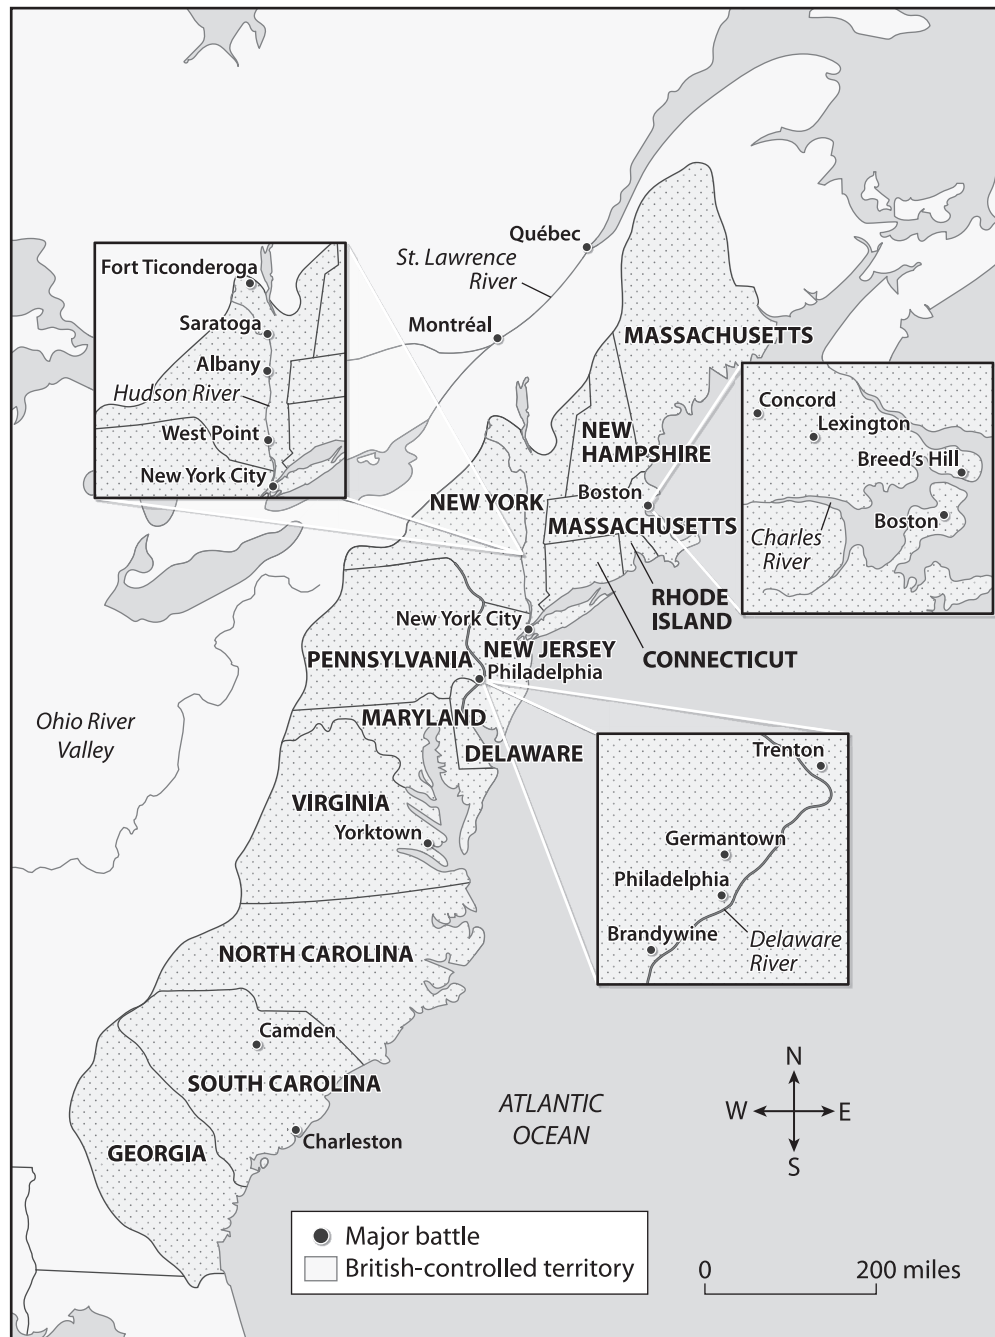 Québec
St. Lawrence
River
Montréal
Fort Ticonderoga
Saratoga
Albany
Hudson River
West Point
New York City
MASSACHUSETTS
NEW
HAMPSHIRE
Boston
MASSACHUSETTS
NEW YORK
Concord
Lexington
Breed's Hill
Boston
Charles
River
RHODE
ISLAND
CONNECTICUT
New York City
NEW JERSEY
PENNSYLVANIA
Philadelphia
MARYLAND
DELAWARE
Ohio River
Valley
VIRGINIA
Yorktown
Trenton
Germantown
Philadelphia
Brandywine
Delaware
River
NORTH CAROLINA
Camden
SOUTH CAROLINA
Charleston
GEORGIA
ATLANTIC
OCEAN
N
W E
S
Major battle
British-controlled territory
0 200 miles